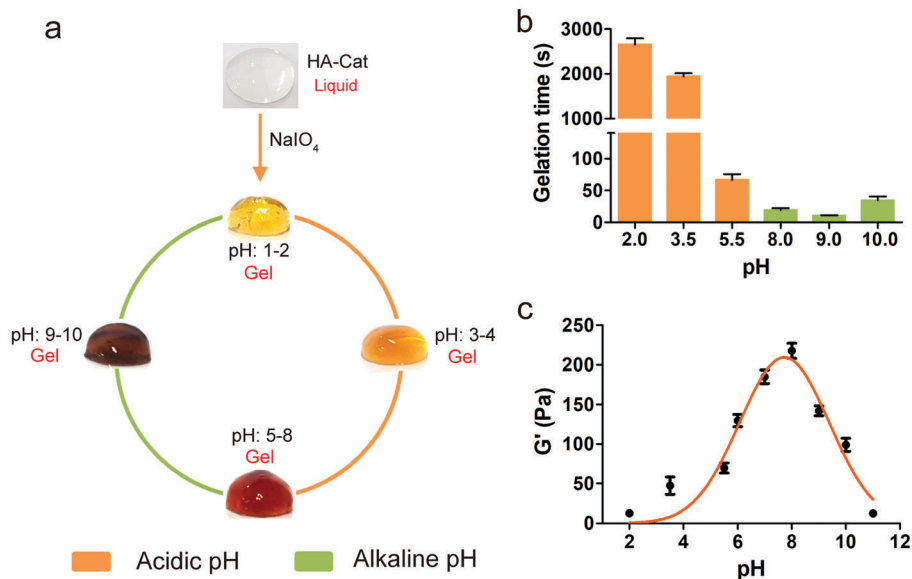 a
HA-Cat
Liquid
NaIO4
pH: 1-2
Gel
pH: 9-10
Gel
pH: 3-4
Gel
pH: 5-8
Gel
Acidic pH
Alkaline pH
b
Gelation time (s)
3000
2000
1000
100
50
0
2.0 3.5 5.5 8.0 9.0 10.0
pH
c
G' (Pa)
250
200
150
100
50
0
2 4 6 8 10 12
pH